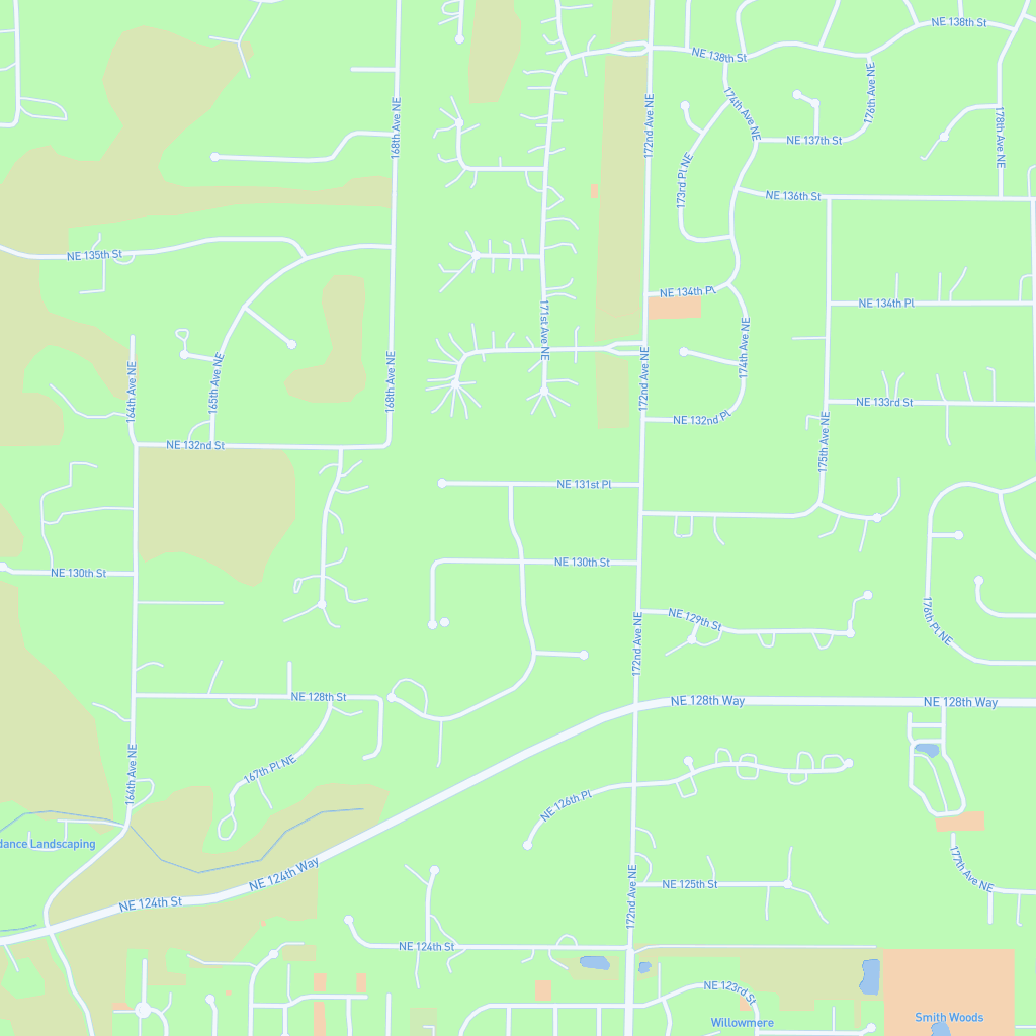 NE 138th St
NE 138th St
176th Ave NE
174th Ave NE
168th Ave NE
172nd Ave NE
178th Ave NE
NE 137th St
173rd Pl NE
NE 136th St
NE 135th St
NE 134th Pl
NE 134th Pl
171st Ave NE
174th Ave NE
172nd Ave NE
168th Ave NE
165th Ave NE
164th Ave NE
NE 133rd St
NE 132nd Pl
175th Ave NE
NE 132nd St
NE 131st Pl
NE 130th St
NE 130th St
NE 129th St
176th Pl NE
172nd Ave NE
NE 128th St
NE 128th Way
NE 128th Way
167th Pl NE
164th Ave NE
NE 126th Pl
dance Landscaping
177th Ave NE
NE 124th Way
NE 125th St
172nd Ave NE
NE 124th St
NE 124th St
NE 123rd St
Willowmere
Smith Woods